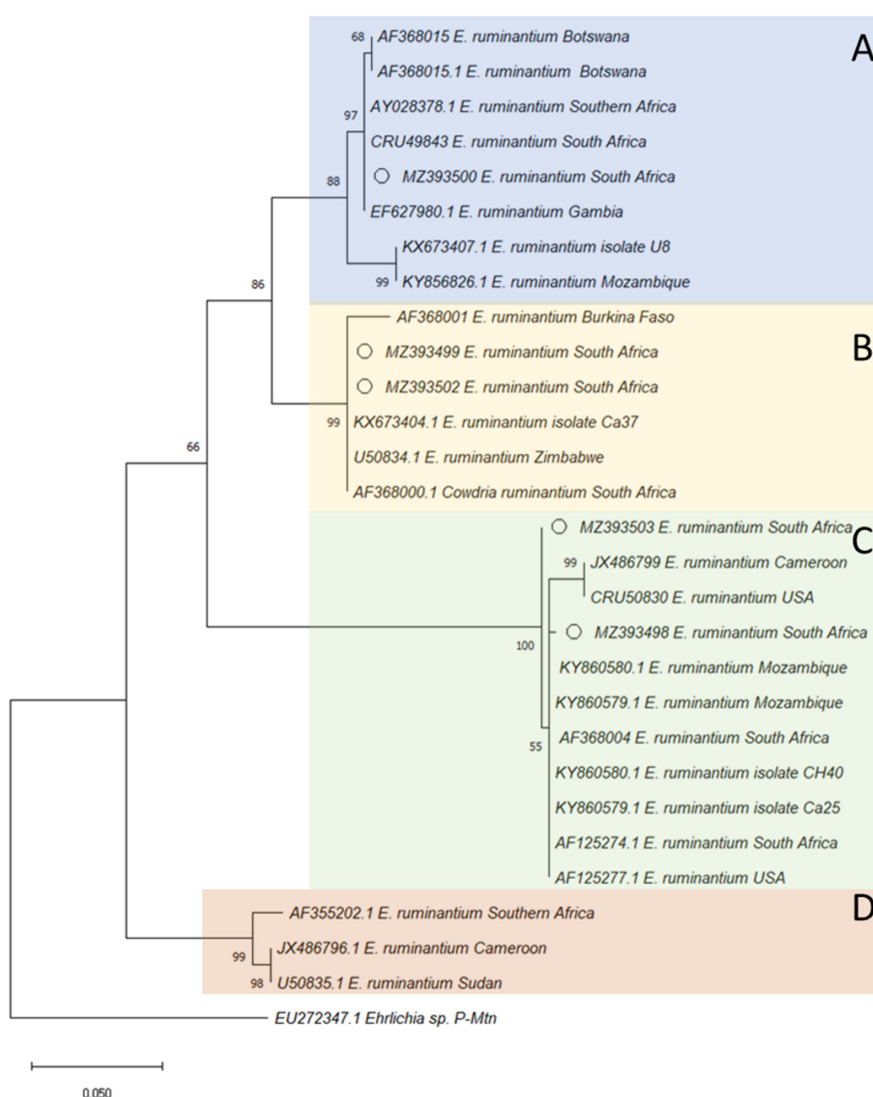 68 AF368015 E. ruminantium Botswana
A
AF368015.1 E. ruminantium Botswana
AY028378.1 E. ruminantium Southern Africa
97
CRU49843 E. ruminantium South Africa
88
MZ393500 E. ruminantium South Africa
EF627980.1 E. ruminantium Gambia
KX673407.1 E. ruminantium isolate U8
86
99 KY856826.1 E. ruminantium Mozambique
AF368001 E. ruminantium Burkina Faso
B
MZ393499 E. ruminantium South Africa
MZ393502 E. ruminantium South Africa
99 KX673404.1 E. ruminantium isolate Ca37
66
U50834.1 E. ruminantium Zimbabwe
AF368000.1 Cowdria ruminantium South Africa
MZ393503 E. ruminantium South Africa
C
99 JX486799 E. ruminantium Cameroon
CRU50830 E. ruminantium USA
MZ393498 E. ruminantium South Africa
100
KY860580.1 E. ruminantium Mozambique
KY860579.1 E. ruminantium Mozambique
AF368004 E. ruminantium South Africa
55
KY860580.1 E. ruminantium isolate CH40
KY860579.1 E. ruminantium isolate Ca25
AF125274.1 E. ruminantium South Africa
AF125277.1 E. ruminantium USA
D
AF355202.1 E. ruminantium Southern Africa
99
JX486796.1 E. ruminantium Cameroon
98 U50835.1 E. ruminantium Sudan
EU272347.1 Ehrlichia sp. P-Mtn
0.050